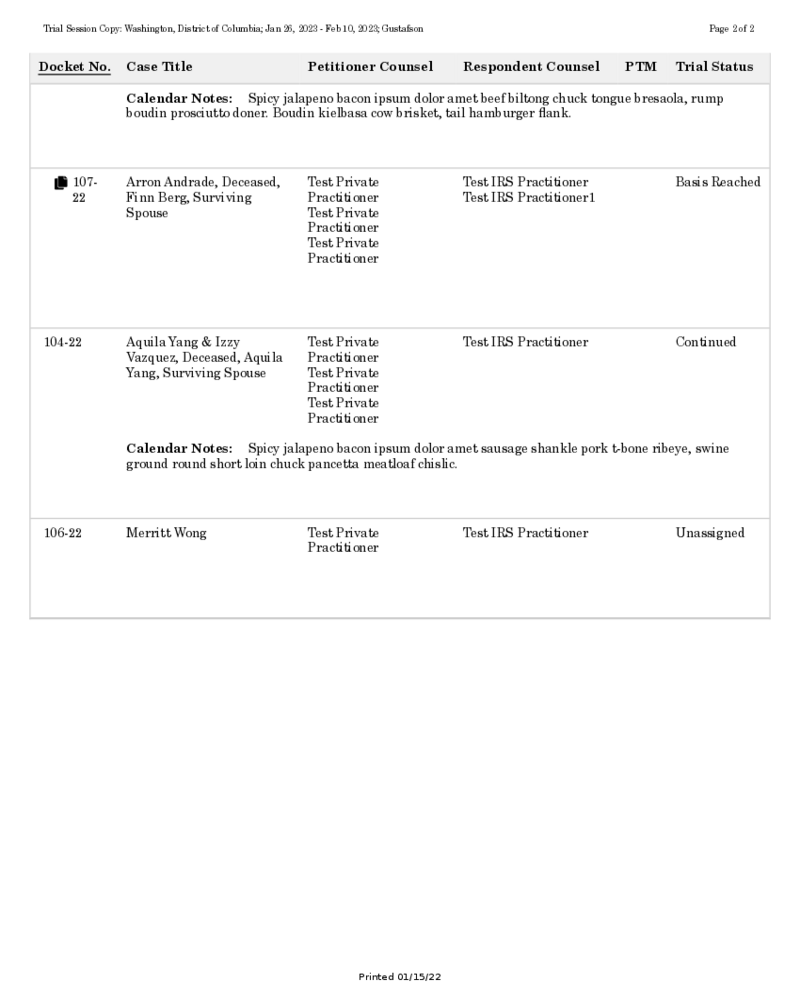 Trial Session Copy: Washington, District of Columbia; Jan 26, 2023 - Feb 10, 2023; Gustafson Page 2 of 2
Docket No. Case Title Petitioner Counsel Respondent Counsel PTM Trial Status
Calendar Notes: Spicy jalapeno bacon ipsum dolor amet beef biltong chuck tongue bresaola, rump
boudin prosciutto doner. Boudin kielbasa cow brisket, tail hamburger flank.
107- Arron Andrade, Deceased, Test Private Test IRS Practitioner Basis Reached
22 Finn Berg, Surviving Practitioner Test IRS Practitioner1
Spouse Test Private
Practitioner
Test Private
Practitioner
104-22 Aquila Yang & Izzy Test Private Test IRS Practitioner Continued
Vazquez, Deceased, Aquila Practitioner
Yang, Surviving Spouse Test Private
Practitioner
Test Private
Practitioner
Calendar Notes: Spicy jalapeno bacon ipsum dolor amet sausage shankle pork t-bone ribeye, swine
ground round short loin chuck pancetta meatloaf chislic.
106-22 Merritt Wong Test Private Test IRS Practitioner Unassigned
Practitioner
Printed 01/15/22